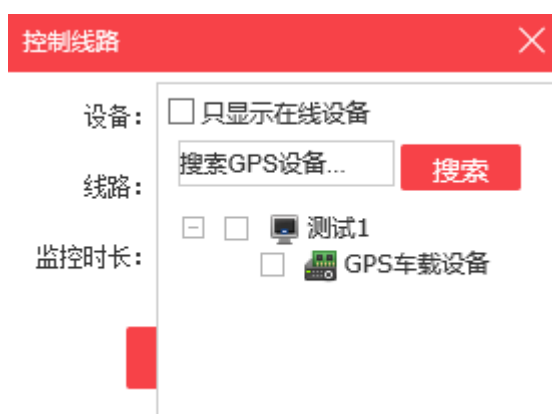 控制线路
设备:
只显示在线设备
搜索GPS设备...
搜索
线路:
测试1
监控时长:
GPS车载设备